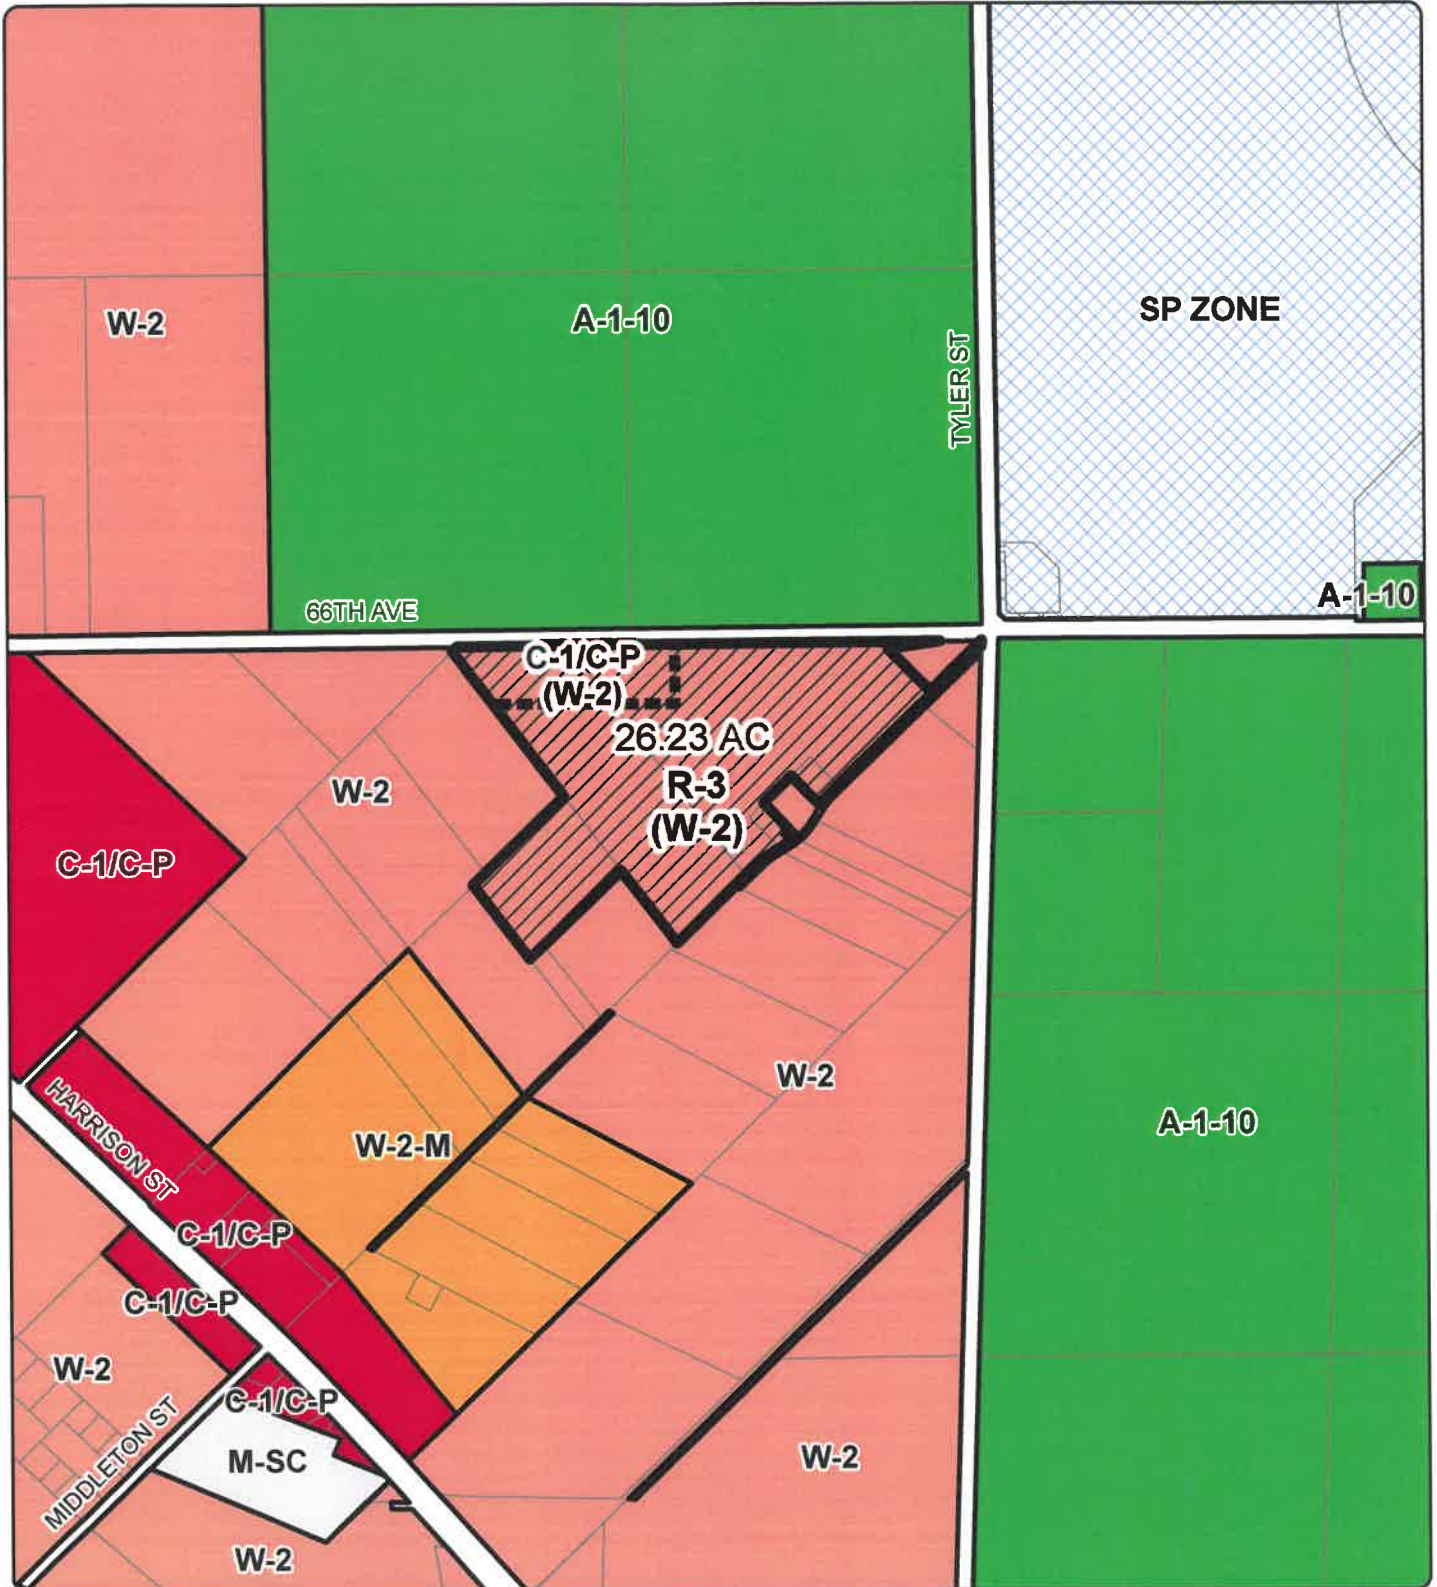 W-2
A-1-10
TYLER ST
SP ZONE
A-1-10
66TH AVE
C-1/C-P
(W-2)
26.23 AC
R-3
(W-2)
W-2
C-1/C-P
W-2
HARRISON ST
W-2-M
A-1-10
C-1/C-P
C-1/C-P
W-2
C-1/C-P
MIDDLETON ST
M-SC
W-2
W-2